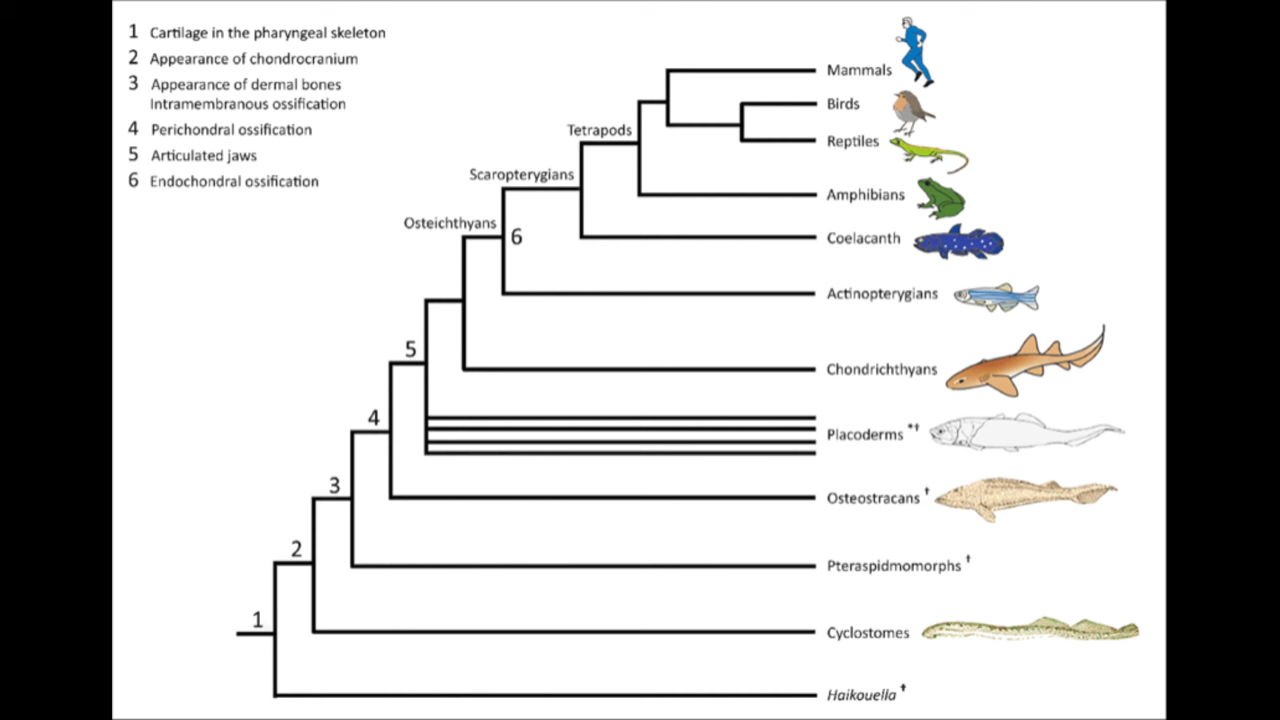 1 Cartilage in the pharyngeal skeleton
2 Appearance of chondrocranium
3 Appearance of dermal bones
Intramembranous ossification
4 Perichondral ossification
5 Articulated jaws
6 Endochondral ossification
Mammals
Birds
Tetrapods
Reptiles
Scaropterygians
Amphibians
Osteichthyans
6
Coelacanth
Actinopterygians
5
Chondrichthyans
4
Placoderms *†
3
Osteostracans †
2
Pteraspidmomorphs †
1
Cyclostomes
Haikouella †